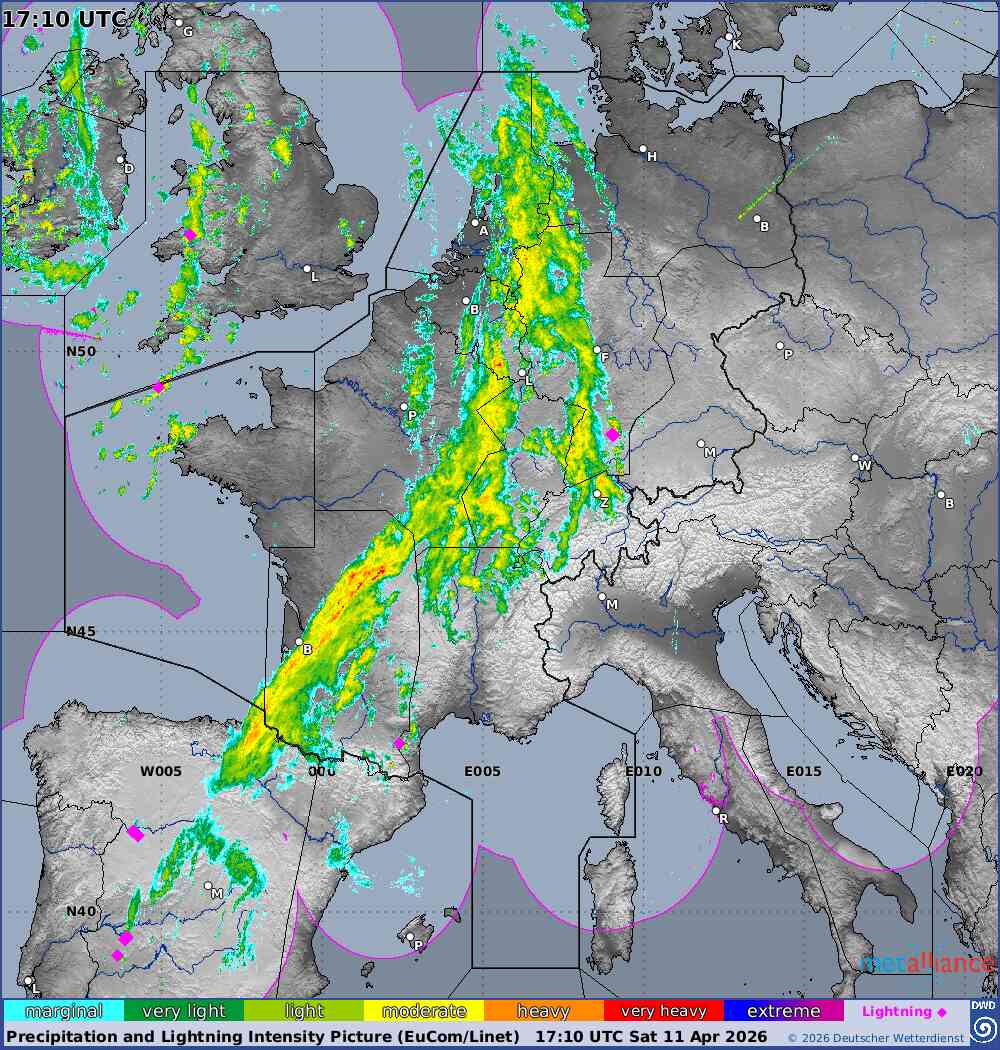 17:10 UTC
G
K
D
H
A
B
L
B
N50
F
P
L
P
M
W
B
Z
M
N45
B
W005
000
E005
E010
E015
E020
R
M
N40
P
L
metalliance
marginal very light light moderate heavy very heavy extreme Lightning
DWD
Precipitation and Lightning Intensity Picture (EuCom/Linet) 17:10 UTC Sat 11 Apr 2026 © 2026 Deutscher Wetterdienst